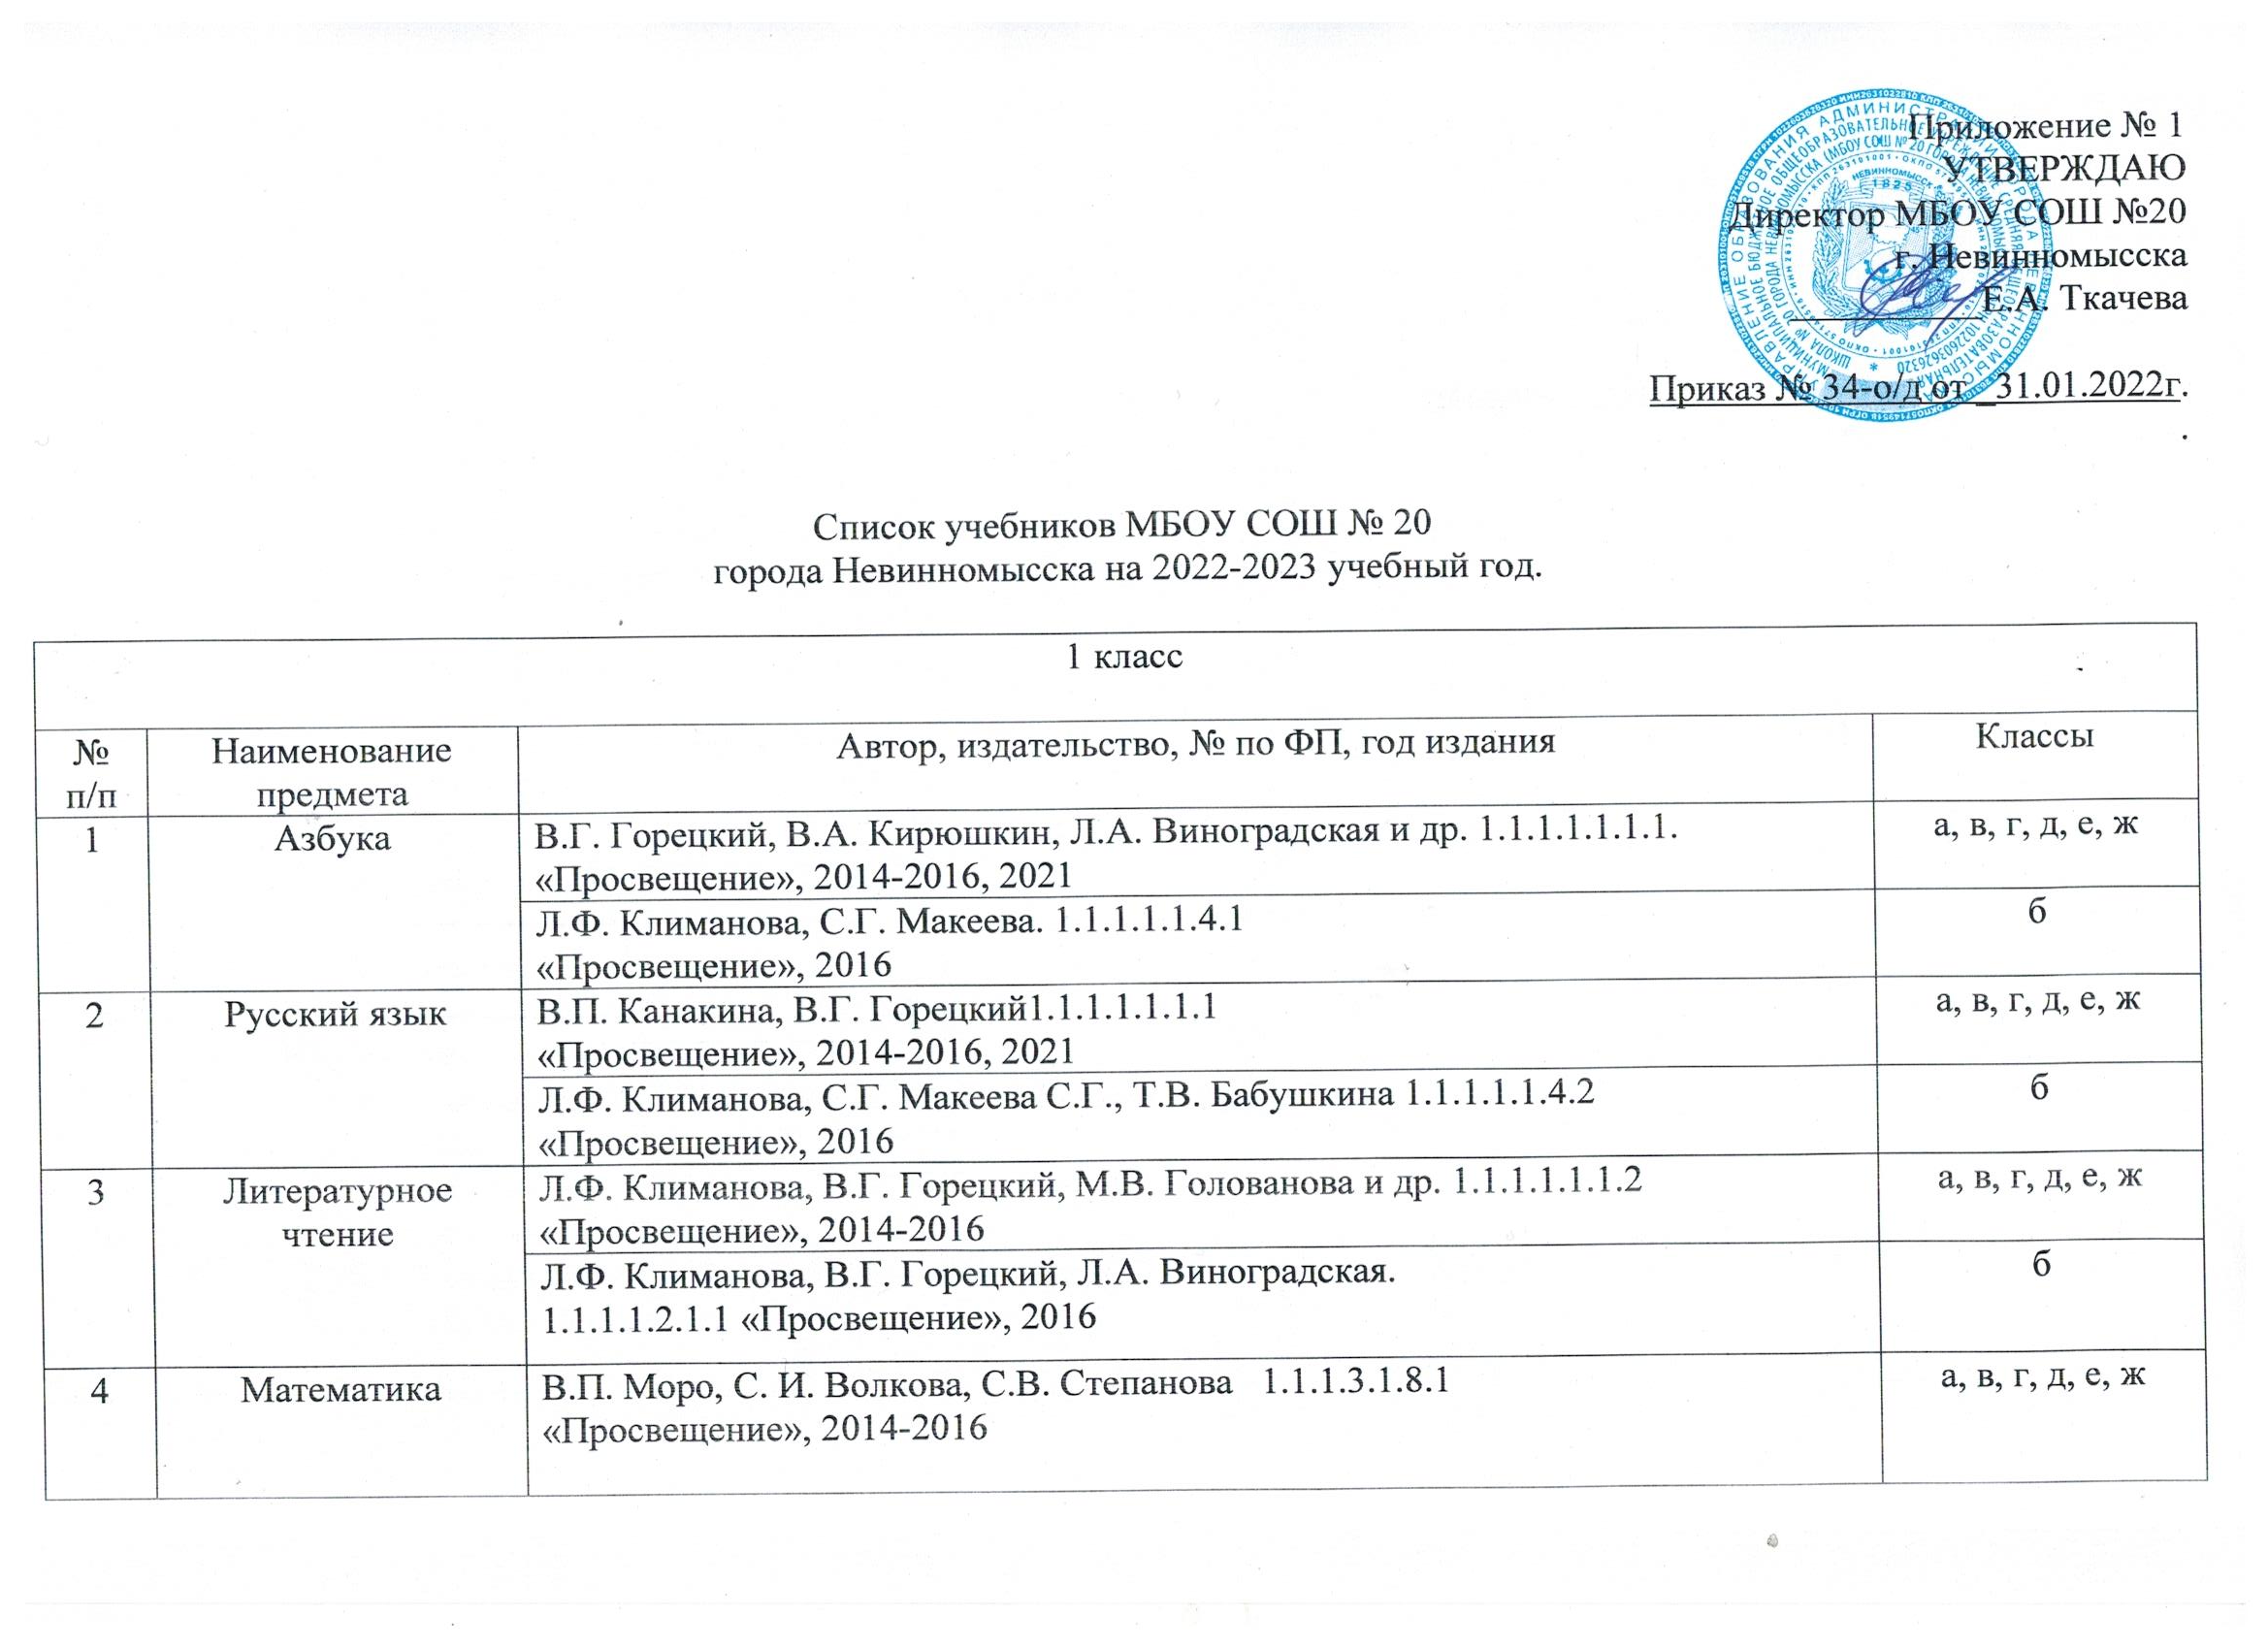 Приложение № 1
УТВЕРЖДАЮ
Директор МБОУ СОШ №20
г. Невинномысска
Е.А. Ткачева
Приказ № 34-о/д от _31.01.2022г.
.
Список учебников МБОУ СОШ № 20
города Невинномысска на 2022-2023 учебный год.
1 класс
№ п/п
Наименование предмета
Автор, издательство, № по ФП, год издания
Классы
1
Азбука
В.Г. Горецкий, В.А. Кирюшкин, Л.А. Виноградская и др. 1.1.1.1.1.1.1.
«Просвещение», 2014-2016, 2021
а, в, г, д, е, ж
Л.Ф. Климанова, С.Г. Макеева. 1.1.1.1.1.4.1
«Просвещение», 2016
б
2
Русский язык
В.П. Канакина, В.Г. Горецкий1.1.1.1.1.1.1
«Просвещение», 2014-2016, 2021
а, в, г, д, е, ж
Л.Ф. Климанова, С.Г. Макеева С.Г., Т.В. Бабушкина 1.1.1.1.1.4.2
«Просвещение», 2016
б
3
Литературное
чтение
Л.Ф. Климанова, В.Г. Горецкий, М.В. Голованова и др. 1.1.1.1.1.1.2
«Просвещение», 2014-2016
а, в, г, д, е, ж
Л.Ф. Климанова, В.Г. Горецкий, Л.А. Виноградская.
1.1.1.1.2.1.1 «Просвещение», 2016
б
4
Математика
В.П. Моро, С. И. Волкова, С.В. Степанова 1.1.1.3.1.8.1
«Просвещение», 2014-2016
а, в, г, д, е, ж